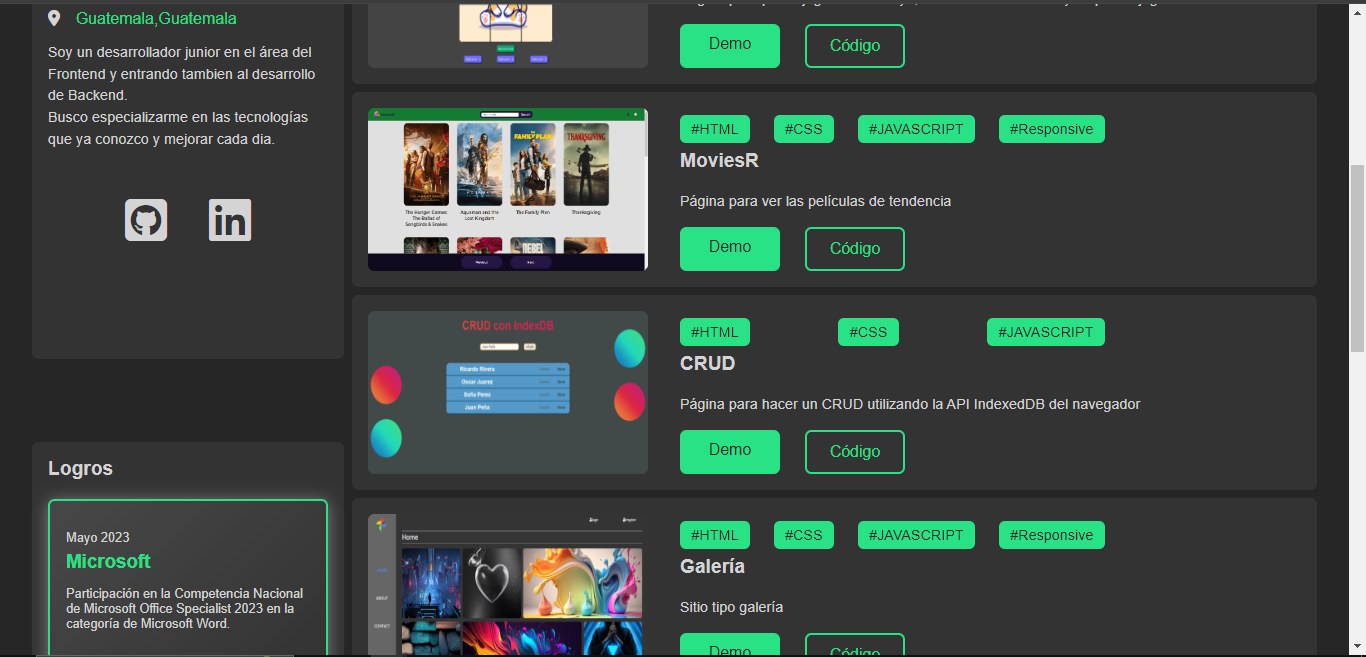 Guatemala,Guatemala
Soy un desarrollador junior en el área del
Frontend y entrando tambien al desarrollo
de Backend.
Busco especializarme en las tecnologías
que ya conozco y mejorar cada dia.
Logros
Mayo 2023
Microsoft
Participación en la Competencia Nacional
de Microsoft Office Specialist 2023 en la
categoría de Microsoft Word.
Demo
Código
The Hunger Games:
The Ballad of
Songbirds & Snakes
Aquaman and the
Lost Kingdom
The Family Plan
Thanksgiving
#HTML #CSS #JAVASCRIPT #Responsive
MoviesR
Página para ver las películas de tendencia
Demo
Código
CRUD con IndexDB
Ricardo Rivera
Oscar Juarez
Sofia Perez
Juan Peña
#HTML #CSS #JAVASCRIPT
CRUD
Página para hacer un CRUD utilizando la API IndexedDB del navegador
Demo
Código
Home
ABOUT
CONTACT
#HTML #CSS #JAVASCRIPT #Responsive
Galería
Sitio tipo galería
Demo
Código